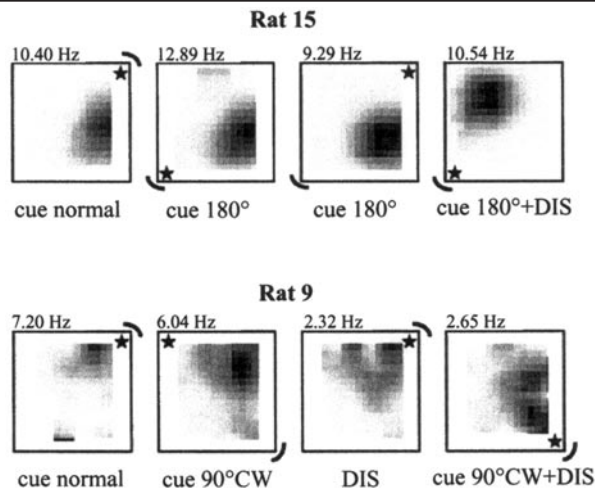 Rat 15
10.40 Hz 12.89 Hz 9.29 Hz 10.54 Hz
cue normal cue 180° cue 180° cue 180°+DIS
Rat 9
7.20 Hz 6.04 Hz 2.32 Hz 2.65 Hz
cue normal cue 90°CW DIS cue 90°CW+DIS